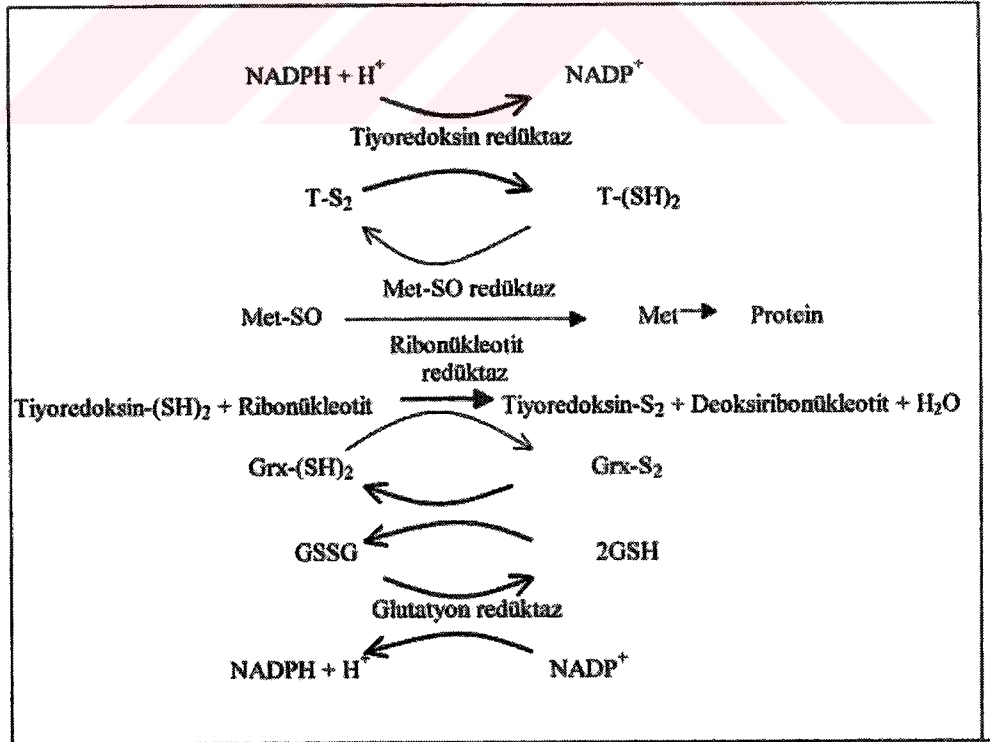 NADPH + H⁺ NADP⁺
Tiyoredoksin redüktaz
T-S₂ T-(SH)₂
Met-SO redüktaz
Met-SO Met Protein
Ribonükleotit
redüktaz
Tiyoredoksin-(SH)₂ + Ribonükleotit Tiyoredoksin-S₂ + Deoksiribonükleotit + H₂O
Grx-(SH)₂ Grx-S₂
GSSG 2GSH
Glutatyon redüktaz
NADPH + H⁺ NADP⁺